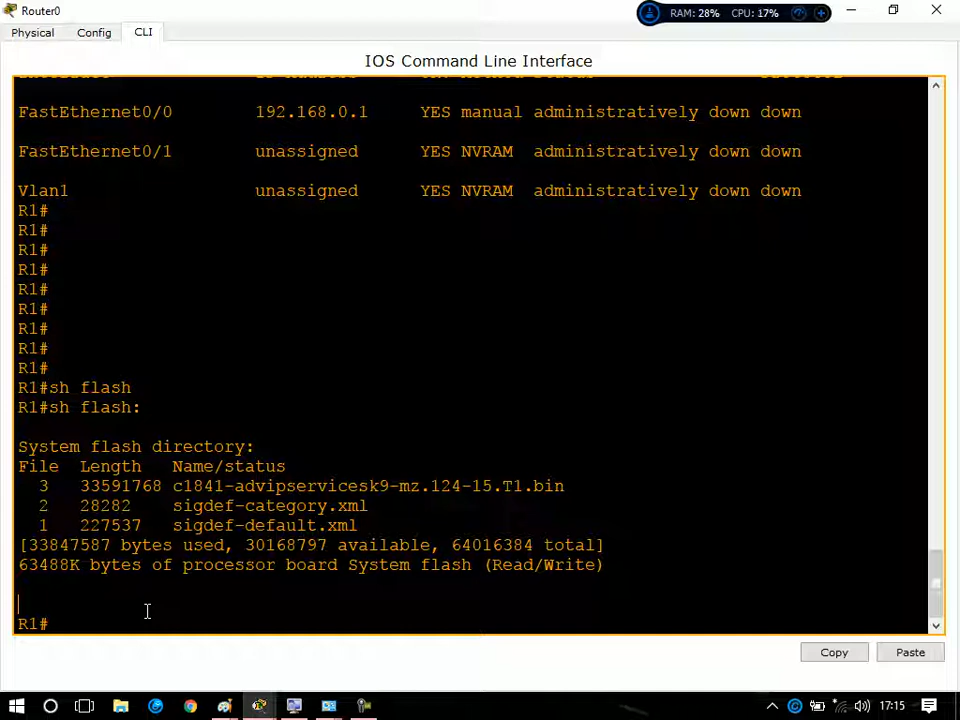 Router0
RAM: 28% CPU: 17%
Physical Config CLI
IOS Command Line Interface
FastEthernet0/0 192.168.0.1 YES manual administratively down down
FastEthernet0/1 unassigned YES NVRAM administratively down down
Vlan1 unassigned YES NVRAM administratively down down
R1#
R1#
R1#
R1#
R1#
R1#
R1#
R1#
R1#
R1#sh flash
R1#sh flash:
System flash directory:
File Length Name/status
3 33591768 c1841-advipservicesk9-mz.124-15.T1.bin
2 28282 sigdef-category.xml
1 227537 sigdef-default.xml
[33847587 bytes used, 30168797 available, 64016384 total]
63488K bytes of processor board System flash (Read/Write)
R1#
Copy Paste
17:15